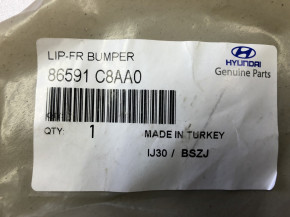 LIP-FR BUMPER
86591 C8AA0
HYUNDAI
Genuine Parts
QTY: 1
MADE IN TURKEY
IJ30 / BSZJ